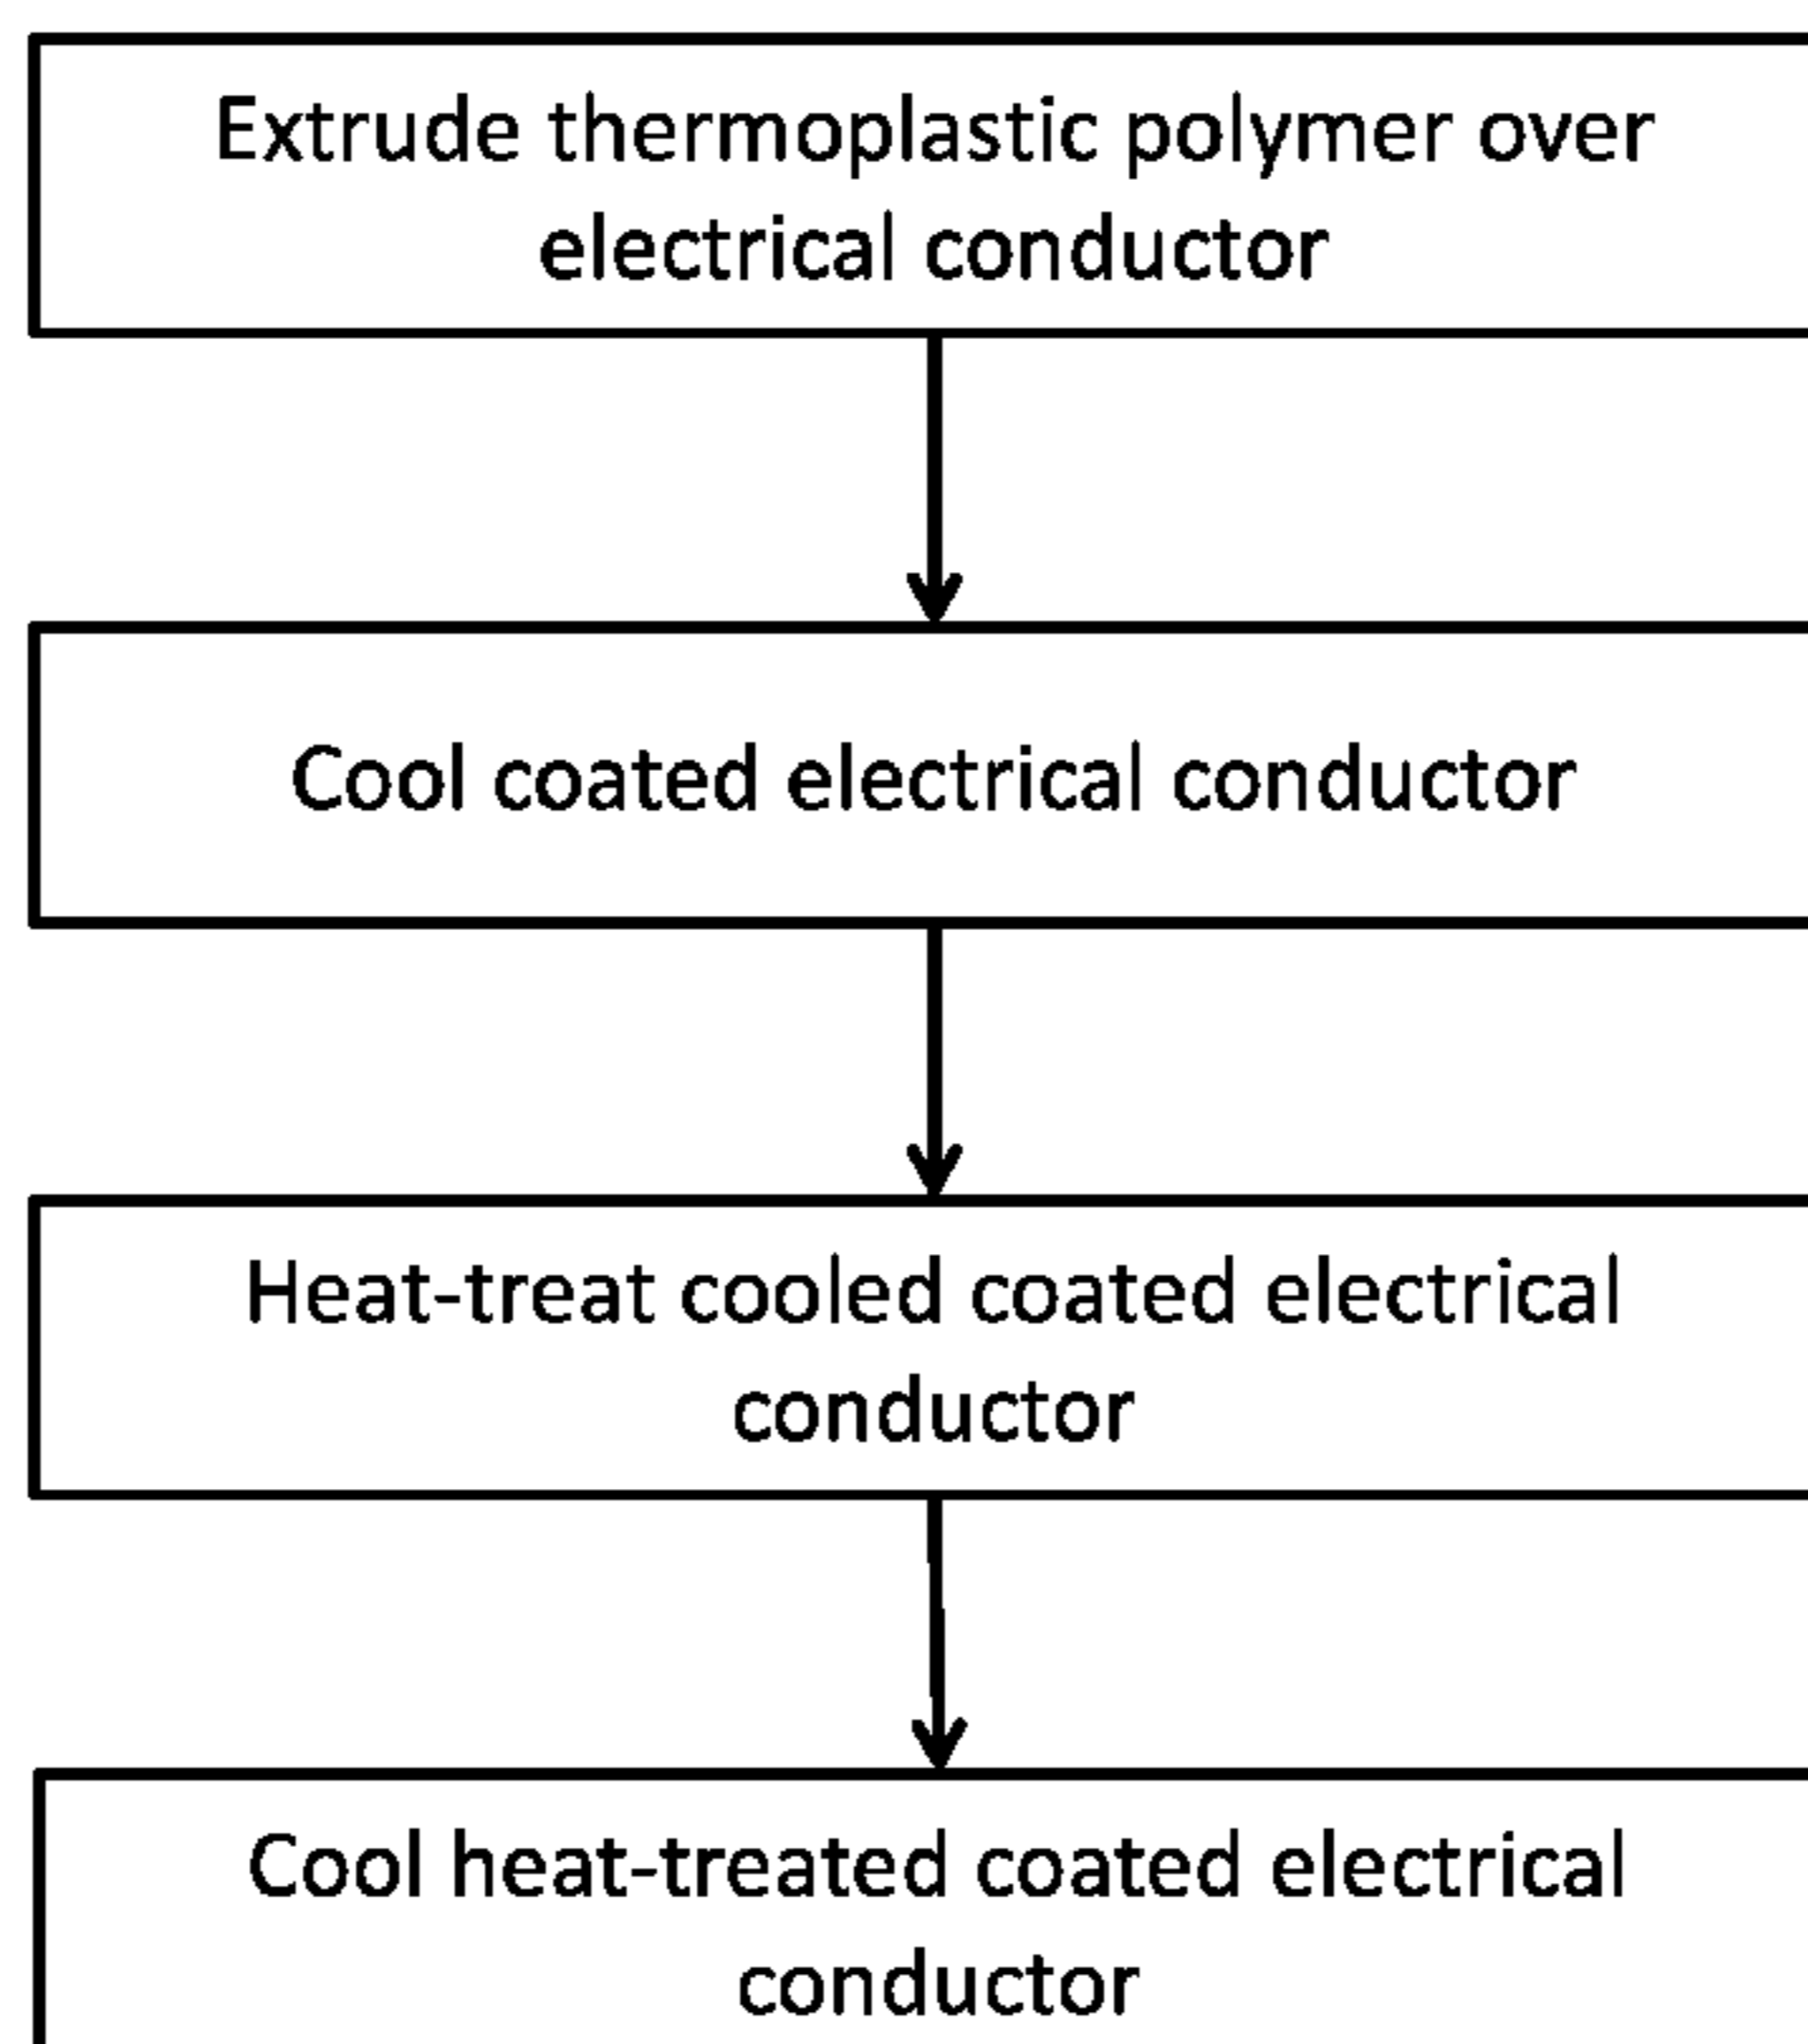 Extrude thermoplastic polymer over
electrical conductor
Cool coated electrical conductor
Heat-treat cooled coated electrical
conductor
Cool heat-treated coated electrical
conductor